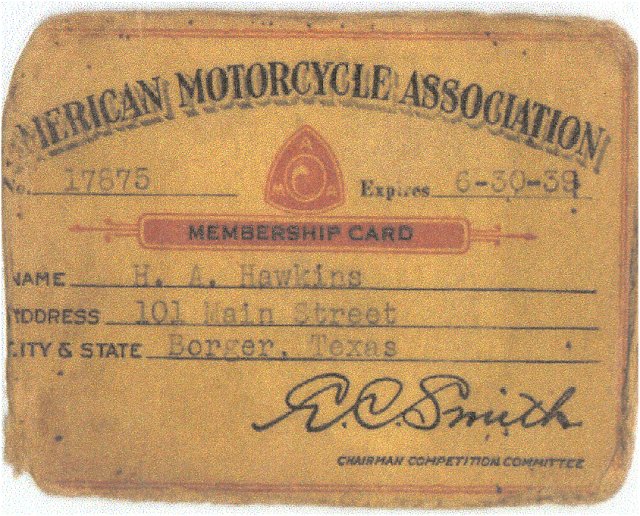 AMERICAN MOTORCYCLE ASSOCIATION
A
M A
No. 17875 Expires 6-30-39
MEMBERSHIP CARD
NAME H. A. Hawkins
ADDRESS 101 Main Street
CITY & STATE Borger, Texas
E.C. Smith
CHAIRMAN COMPETITION COMMITTEE